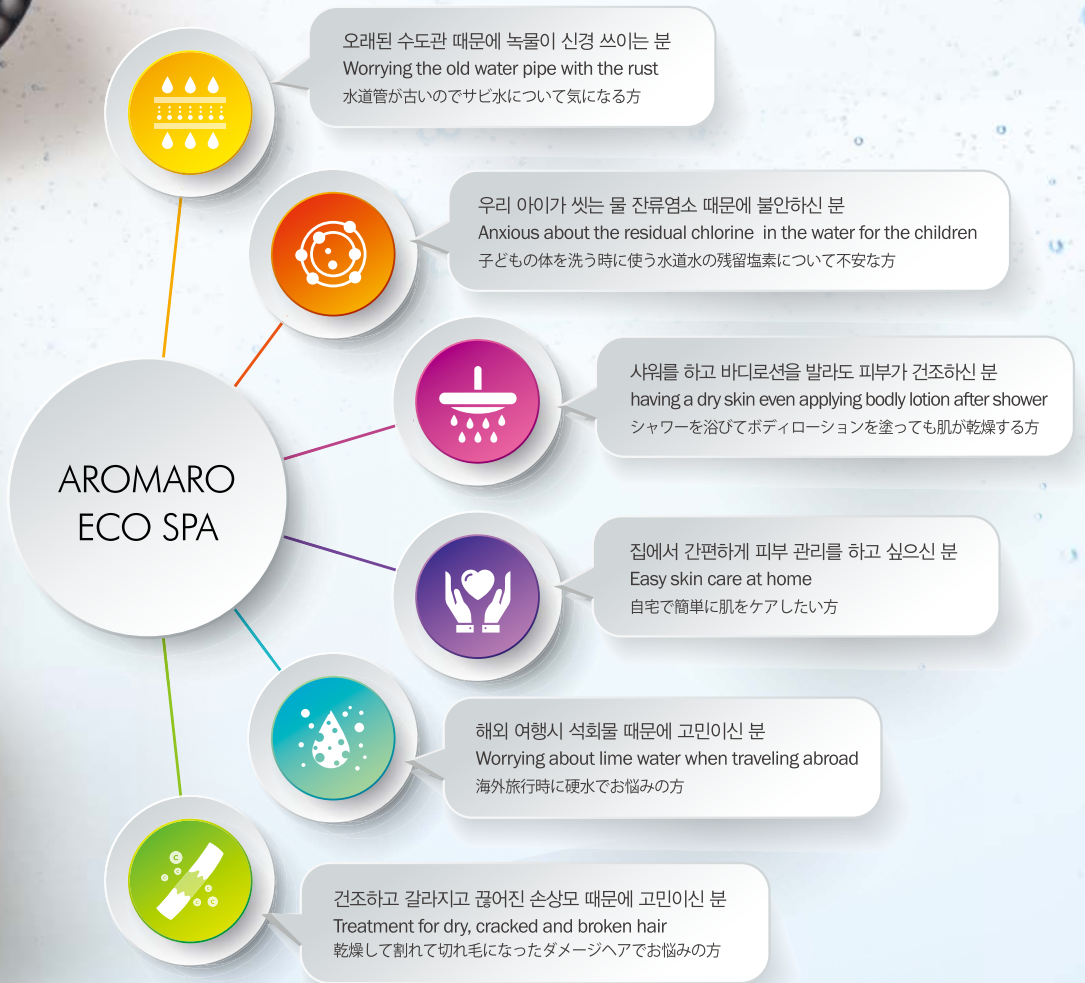 오래된 수도관 때문에 녹물이 신경 쓰이는 분
Worrying the old water pipe with the rust
水道管が古いのでサビ水について気になる方
우리 아이가 씻는 물 잔류염소 때문에 불안하신 분
Anxious about the residual chlorine in the water for the children
子どもの体を洗う時に使う水道水の残留塩素について不安な方
샤워를 하고 바디로션을 발라도 피부가 건조하신 분
having a dry skin even applying bodly lotion after shower
シャワーを浴びてボディローションを塗っても肌が乾燥する方
AROMARO
ECO SPA
집에서 간편하게 피부 관리를 하고 싶으신 분
Easy skin care at home
自宅で簡単に肌をケアしたい方
해외 여행시 석회물 때문에 고민이신 분
Worrying about lime water when traveling abroad
海外旅行時に硬水でお悩みの方
C
C
C
C
C
C
건조하고 갈라지고 끊어진 손상모 때문에 고민이신 분
Treatment for dry, cracked and broken hair
乾燥して割れて切れ毛になったダメージヘアでお悩みの方